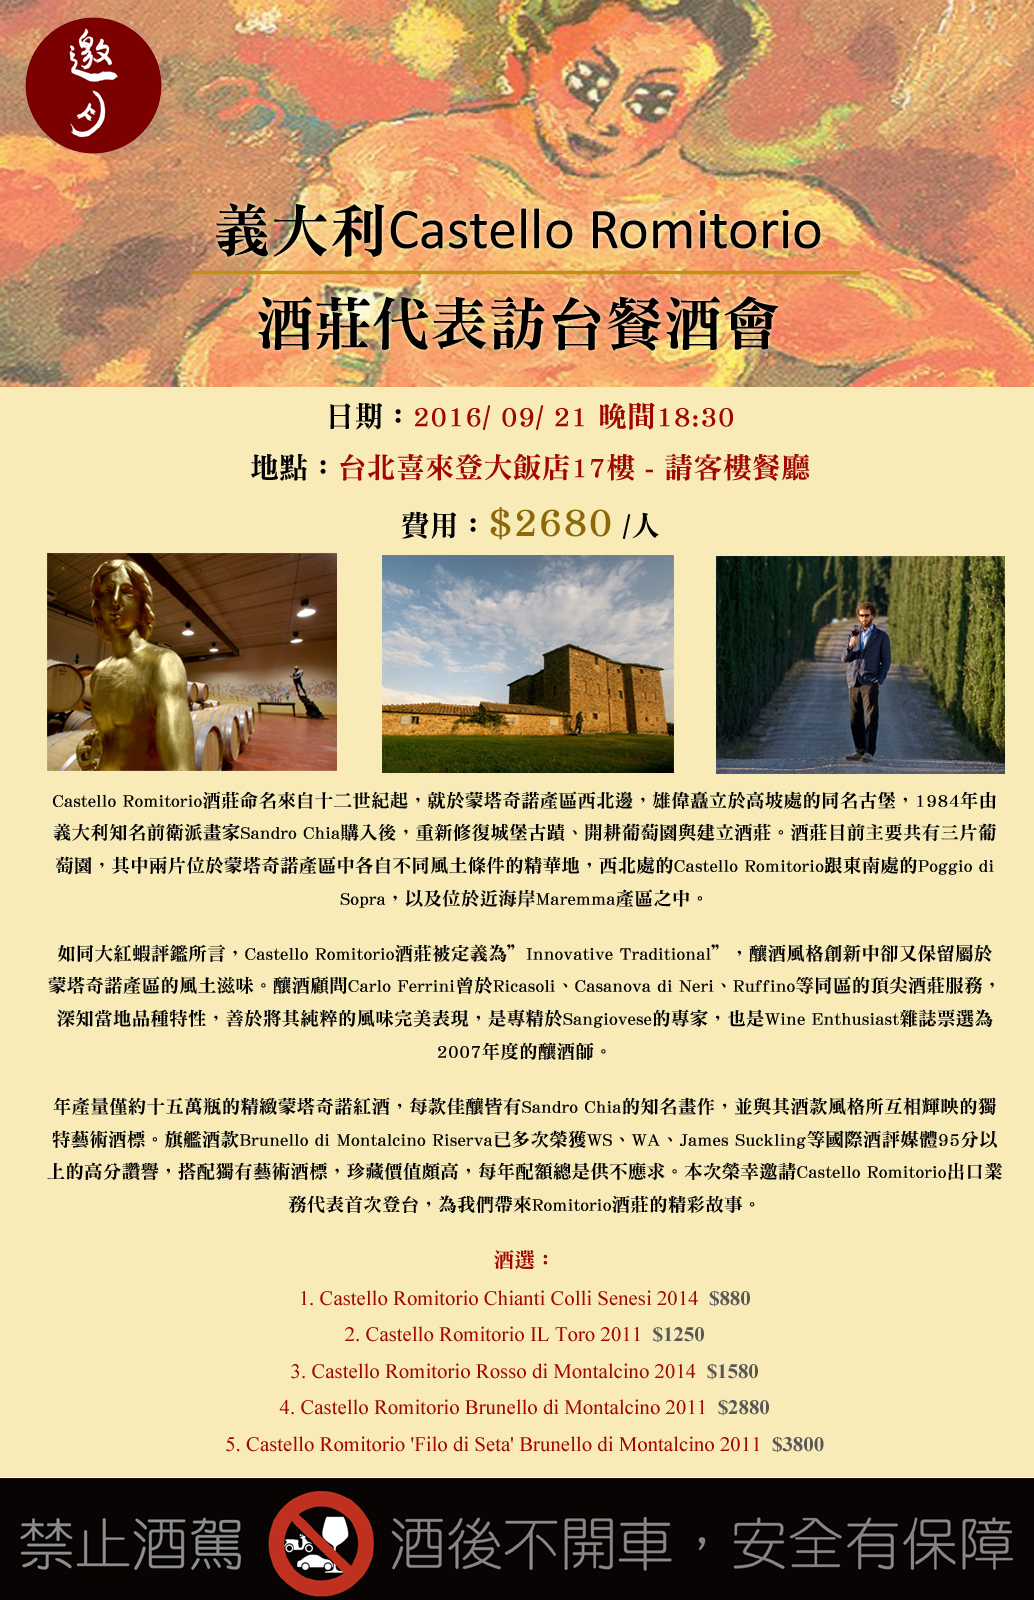 邀月
義大利Castello Romitorio
酒莊代表訪台餐酒會
日期：2016/ 09/ 21 晚間18:30
地點：台北喜來登大飯店17樓 - 請客樓餐廳
費用：$2680 /人
Castello Romitorio酒莊命名來自十二世紀起，就於蒙塔奇諾產區西北邊，雄偉矗立於高坡處的同名古堡，1984年由
義大利知名前衛派畫家Sandro Chia購入後，重新修復城堡古蹟、開耕葡萄園與建立酒莊。酒莊目前主要共有三片葡
萄園，其中兩片位於蒙塔奇諾產區中各自不同風土條件的精華地，西北處的Castello Romitorio跟東南處的Poggio di
Sopra，以及位於近海岸Maremma產區之中。
如同大紅蝦評鑑所言，Castello Romitorio酒莊被定義為”Innovative Traditional”，釀酒風格創新中卻又保留屬於
蒙塔奇諾產區的風土滋味。釀酒顧問Carlo Ferrini曾於Ricasoli、Casanova di Neri、Ruffino等同區的頂尖酒莊服務，
深知當地品種特性，善於將其純粹的風味完美表現，是專精於Sangiovese的專家，也是Wine Enthusiast雜誌票選為
2007年度的釀酒師。
年產量僅約十五萬瓶的精緻蒙塔奇諾紅酒，每款佳釀皆有Sandro Chia的知名畫作，並與其酒款風格所互相輝映的獨
特藝術酒標。旗艦酒款Brunello di Montalcino Riserva已多次榮獲WS、WA、James Suckling等國際酒評媒體95分以
上的高分讚譽，搭配獨有藝術酒標，珍藏價值頗高，每年配額總是供不應求。本次榮幸邀請Castello Romitorio出口業
務代表首次登台，為我們帶來Romitorio酒莊的精彩故事。
酒選：
1. Castello Romitorio Chianti Colli Senesi 2014 $880
2. Castello Romitorio IL Toro 2011 $1250
3. Castello Romitorio Rosso di Montalcino 2014 $1580
4. Castello Romitorio Brunello di Montalcino 2011 $2880
5. Castello Romitorio 'Filo di Seta' Brunello di Montalcino 2011 $3800
禁止酒駕 酒後不開車，安全有保障